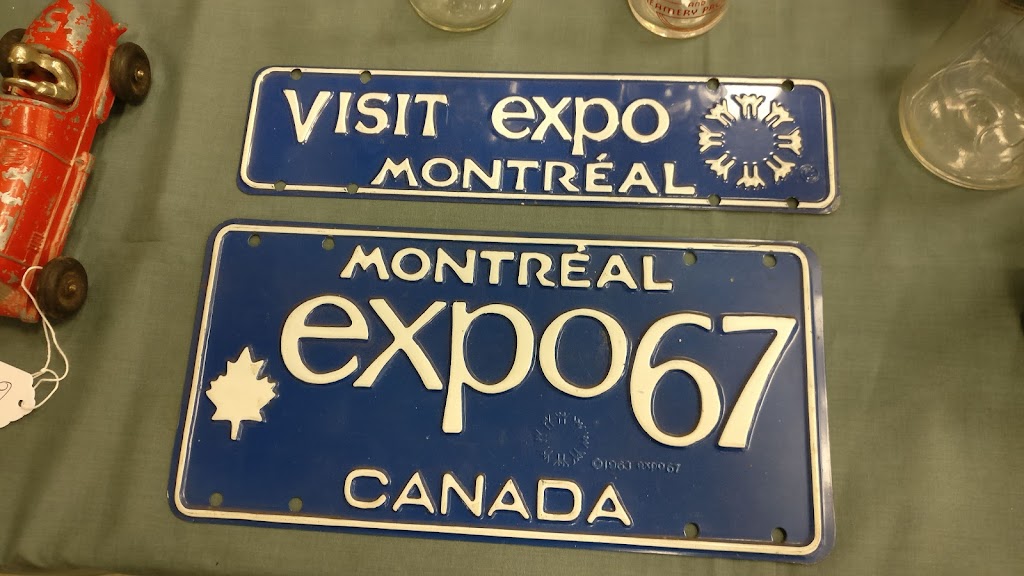 VISIT expo
MONTRÉAL
MONTRÉAL
expo67
©1963 expo67
CANADA